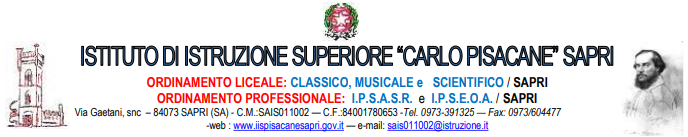 ISTITUTO DI ISTRUZIONE SUPERIORE "CARLO PISACANE" SAPRI
ORDINAMENTO LICEALE: CLASSICO, MUSICALE e SCIENTIFICO / SAPRI
ORDINAMENTO PROFESSIONALE: I.P.S.A.S.R. e I.P.S.E.O.A. / SAPRI
Via Gaetani, snc – 84073 SAPRI (SA) - C.M.:SAIS011002 — C.F.:84001780653 -Tel. 0973-391325 — Fax: 0973/604477
-web : www.iispisacanesapri.gov.it — e-mail: sais011002@istruzione.it